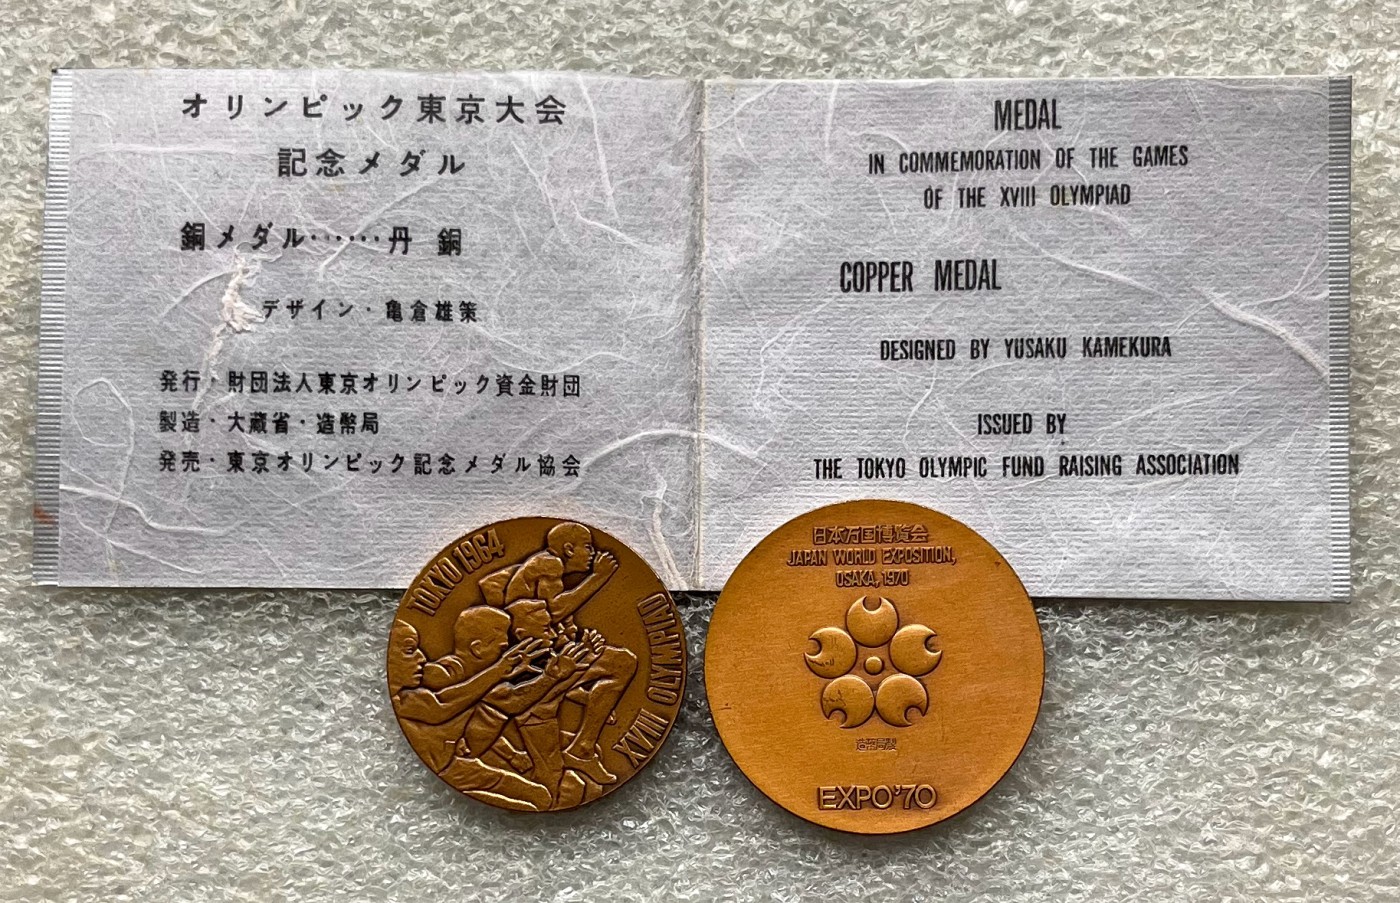 オリンピック東京大会
記念メダル
銅メダル‥‥‥丹 銅
デザイン・亀倉雄策
発行・財団法人東京オリンピック資金財団
製造・大蔵省・造幣局
発売・東京オリンピック記念メダル協会
MEDAL
IN COMMEMORATION OF THE GAMES
OF THE XVIII OLYMPIAD
COPPER MEDAL
DESIGNED BY YUSAKU KAMEKURA
ISSUED BY
THE TOKYO OLYMPIC FUND RAISING ASSOCIATION
TOKYO 1964
XVIII OLYMPIAD
日本万国博覧会
JAPAN WORLD EXPOSITION,
OSAKA, 1970
造幣局製
EXPO'70